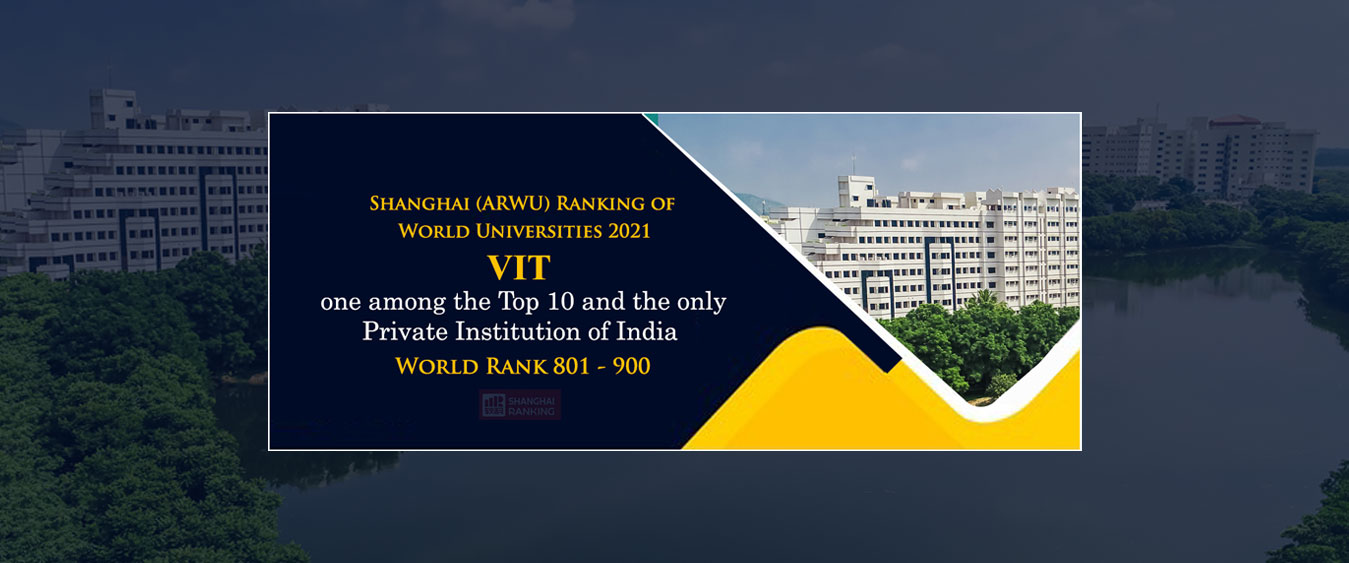 Shanghai (ARWU) Ranking of
World Universities 2021
VIT
one among the Top 10 and the only
Private Institution of India
World Rank 801 - 900
SHANGHAI
RANKING